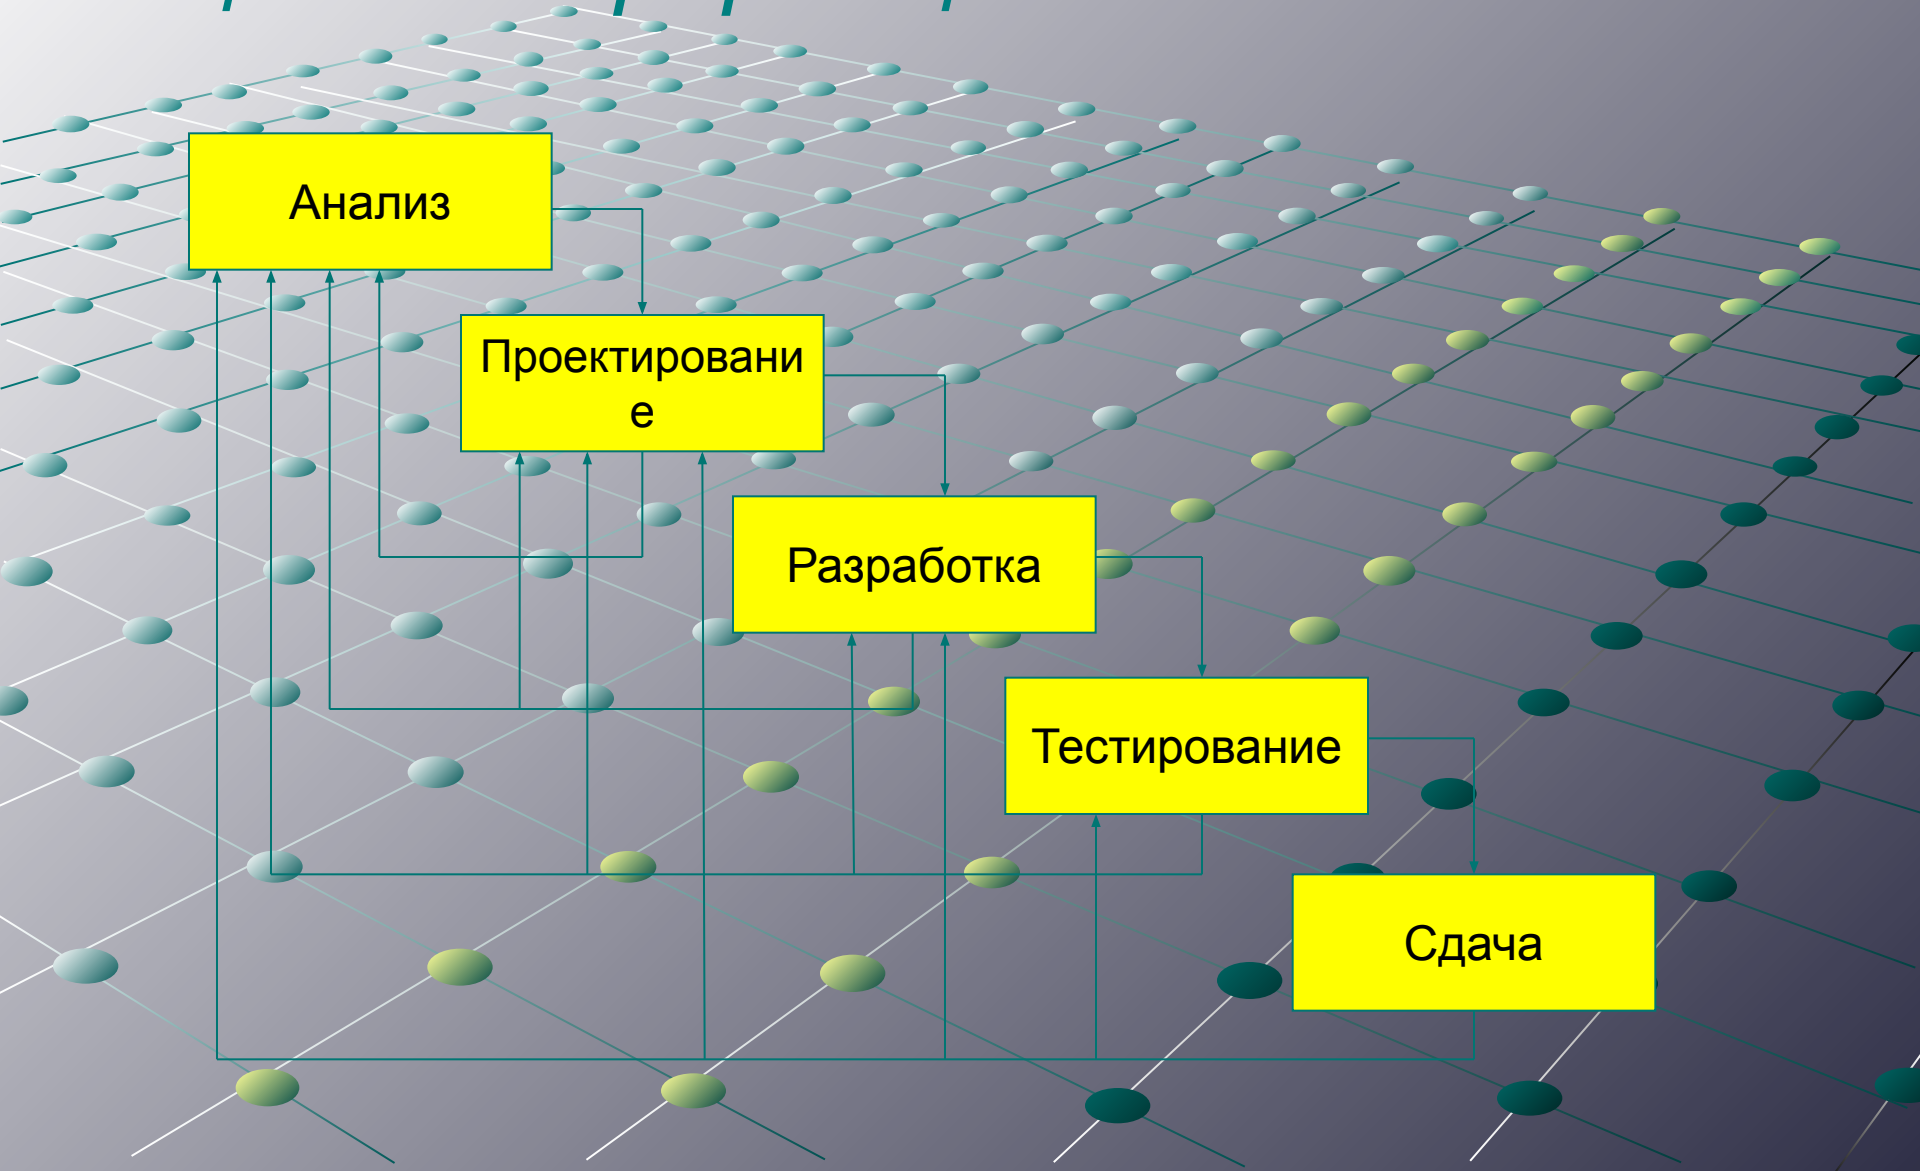 Анализ
Проектировани
е
Разработка
Тестирование
Сдача